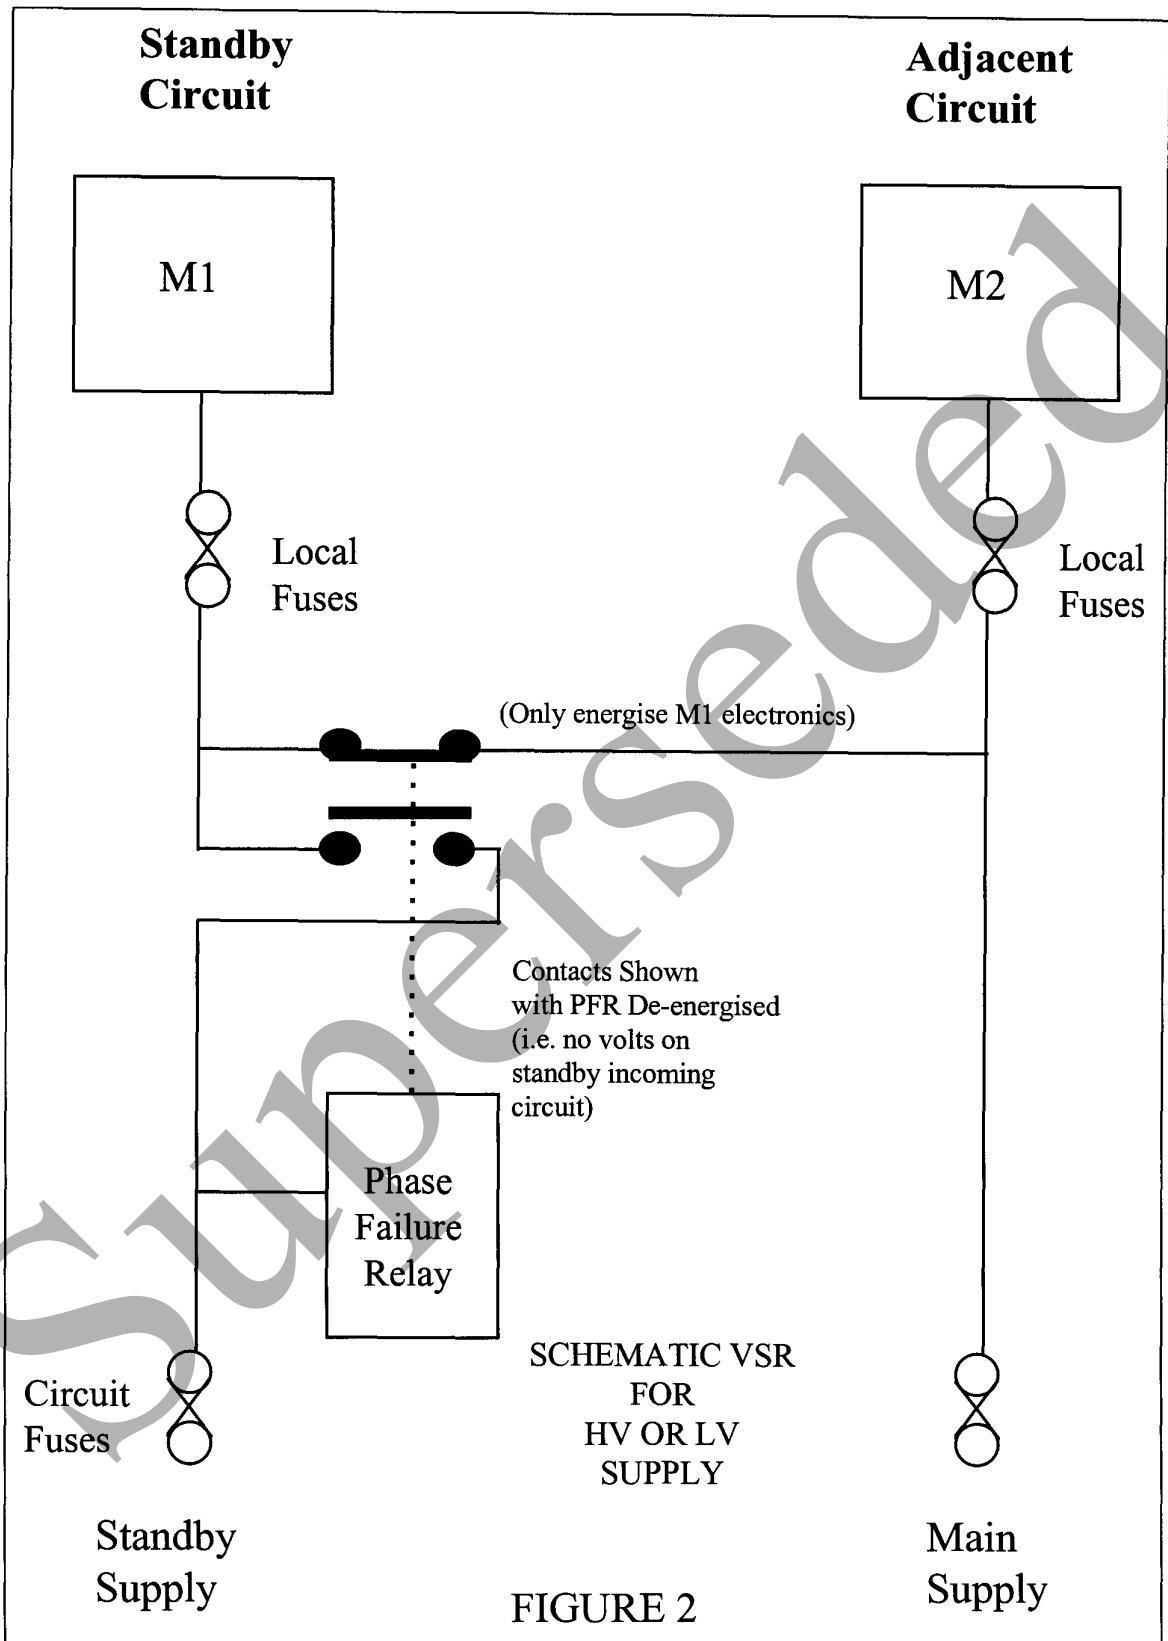 Standby
Circuit
Adjacent
Circuit
M1
M2
Local
Fuses
Local
Fuses
(Only energise M1 electronics)
Contacts Shown
with PFR De-energised
(i.e. no volts on
standby incoming
circuit)
Phase
Failure
Relay
SCHEMATIC VSR
FOR
HV OR LV
SUPPLY
Circuit
Fuses
Standby
Supply
Main
Supply
FIGURE 2
Superseded